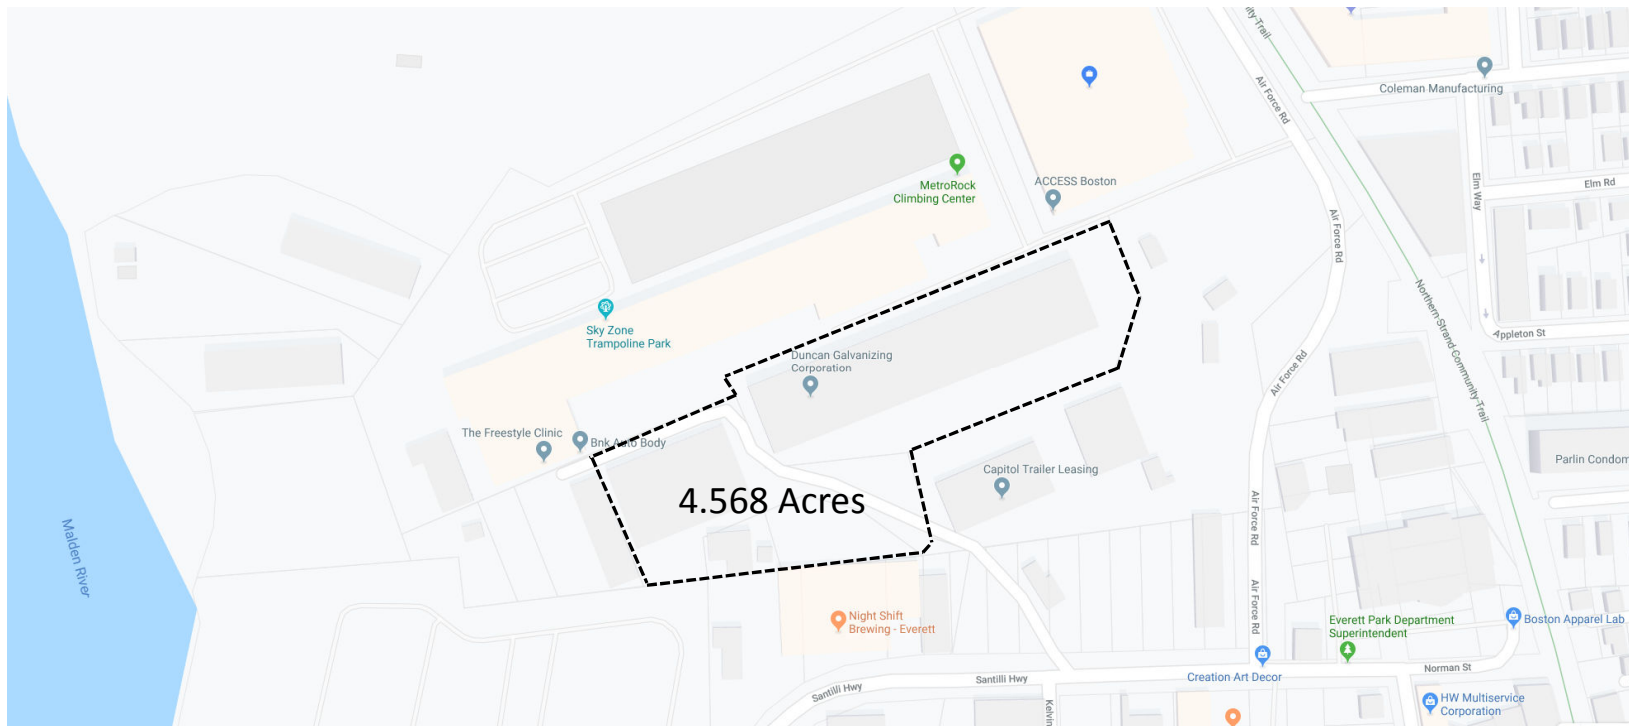 nity-Trail
Air Force Rd
Coleman Manufacturing
MetroRock
Climbing Center
ACCESS Boston
Elm Way
Elm Rd
Air Force Rd
Northern-Strand-Community-Trail
Sky Zone
Trampoline Park
Duncan Galvanizing
Corporation
Appleton St
Air Force Rd
The Freestyle Clinic
Bnk Auto Body
Capitol Trailer Leasing
Parlin Condom
4.568 Acres
Air Force Rd
Malden River
Air Force Rd
Night Shift
Brewing - Everett
Everett Park Department
Superintendent
Boston Apparel Lab
Norman St
Creation Art Decor
Santilli Hwy
Santilli Hwy
Kelvin
HW Multiservice
Corporation